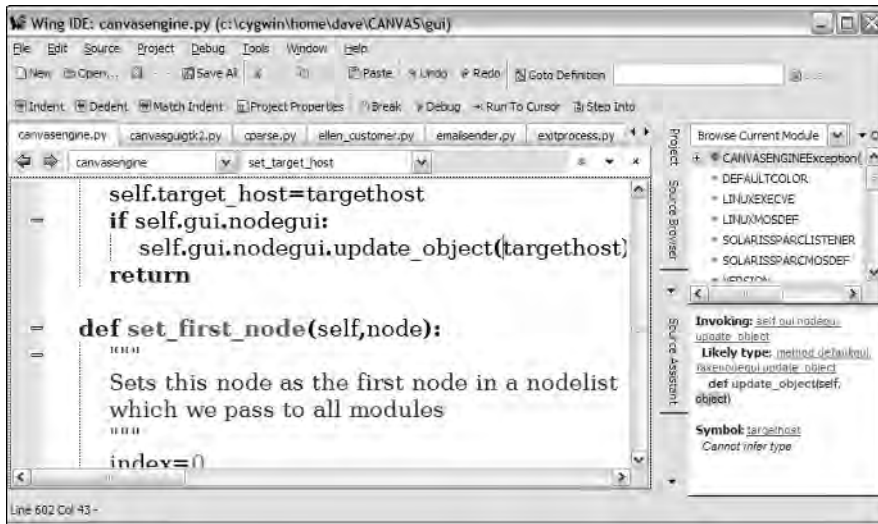 Wing IDE: canvasengine.py (c:\cygwin\home\dave\CANVAS\gui)
File Edit Source Project Debug Tools Window Help
New Open... Save All Paste Undo Redo Goto Definition
Indent Dedent Match Indent Project Properties Break Debug Run To Cursor Step Into
canvasengine.py canvasguigtk2.py cparse.py ellen_customer.py emailsender.py exitprocess.py
canvasengine set_target_host
self.target_host=targethost
if self.gui.nodegui:
self.gui.nodegui.update_object(targethost)
return
def set_first_node(self,node):
"""
Sets this node as the first node in a nodelist
which we pass to all modules
"""
index=0
Line 602 Col 43 -
Project
Source Browser
Source Assistant
Browse Current Module
CANVASENGINEException(
DEFAULTCOLOR
LINUXEXECVE
LINUXMOSDEF
SOLARISSPARCLISTENER
SOLARISSPARCMOSDEF
VERSION
Invoking: self.gui.nodegui.
update_object
Likely type: method defaultgui.
fakenodegui.update_object
def update_object(self,
object)
Symbol: targethost
Cannot infer type